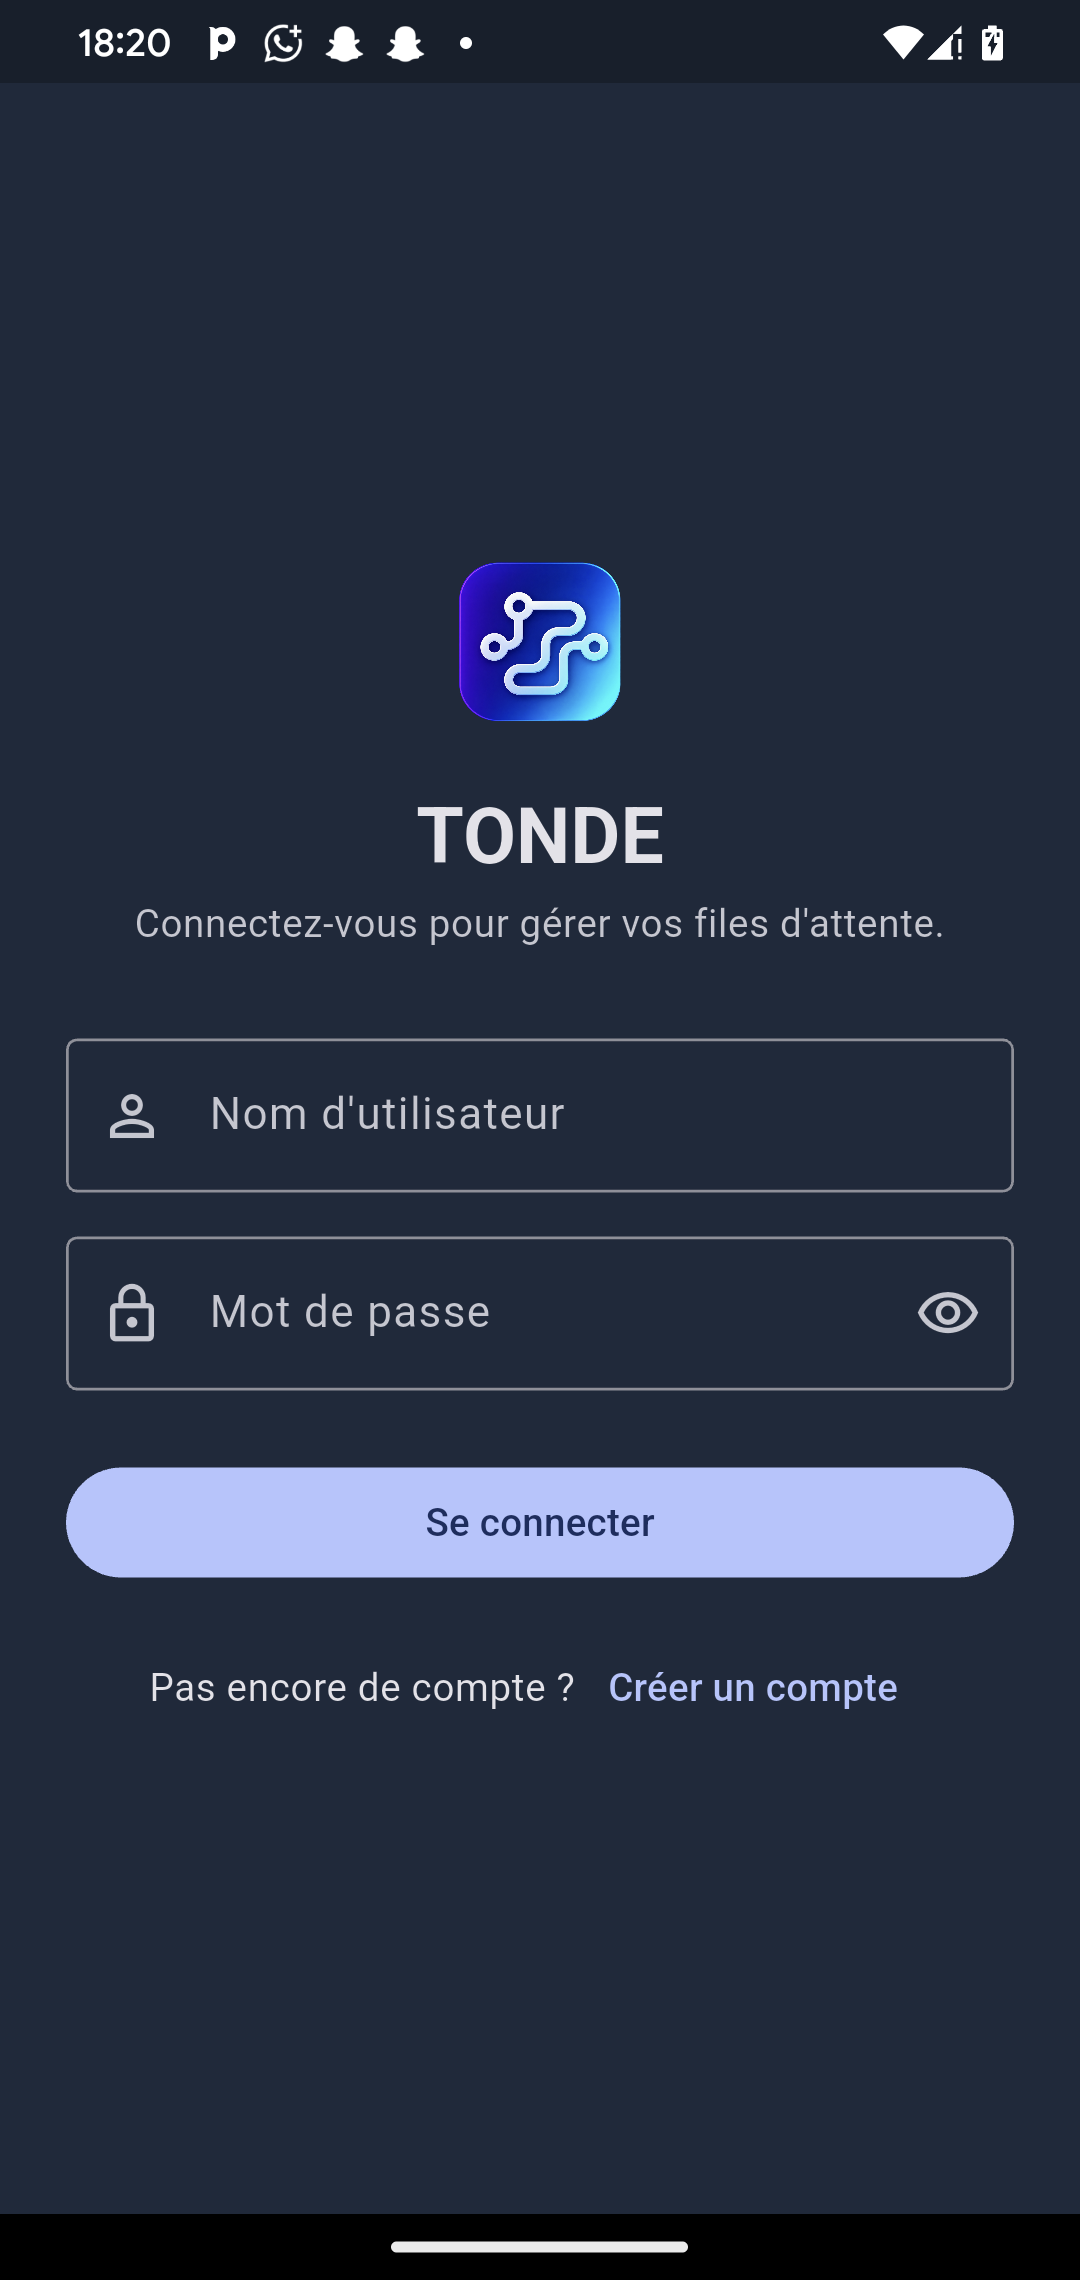 18:20
TONDE
Connectez-vous pour gérer vos files d'attente.
Nom d'utilisateur
Mot de passe
Se connecter
Pas encore de compte ? Créer un compte